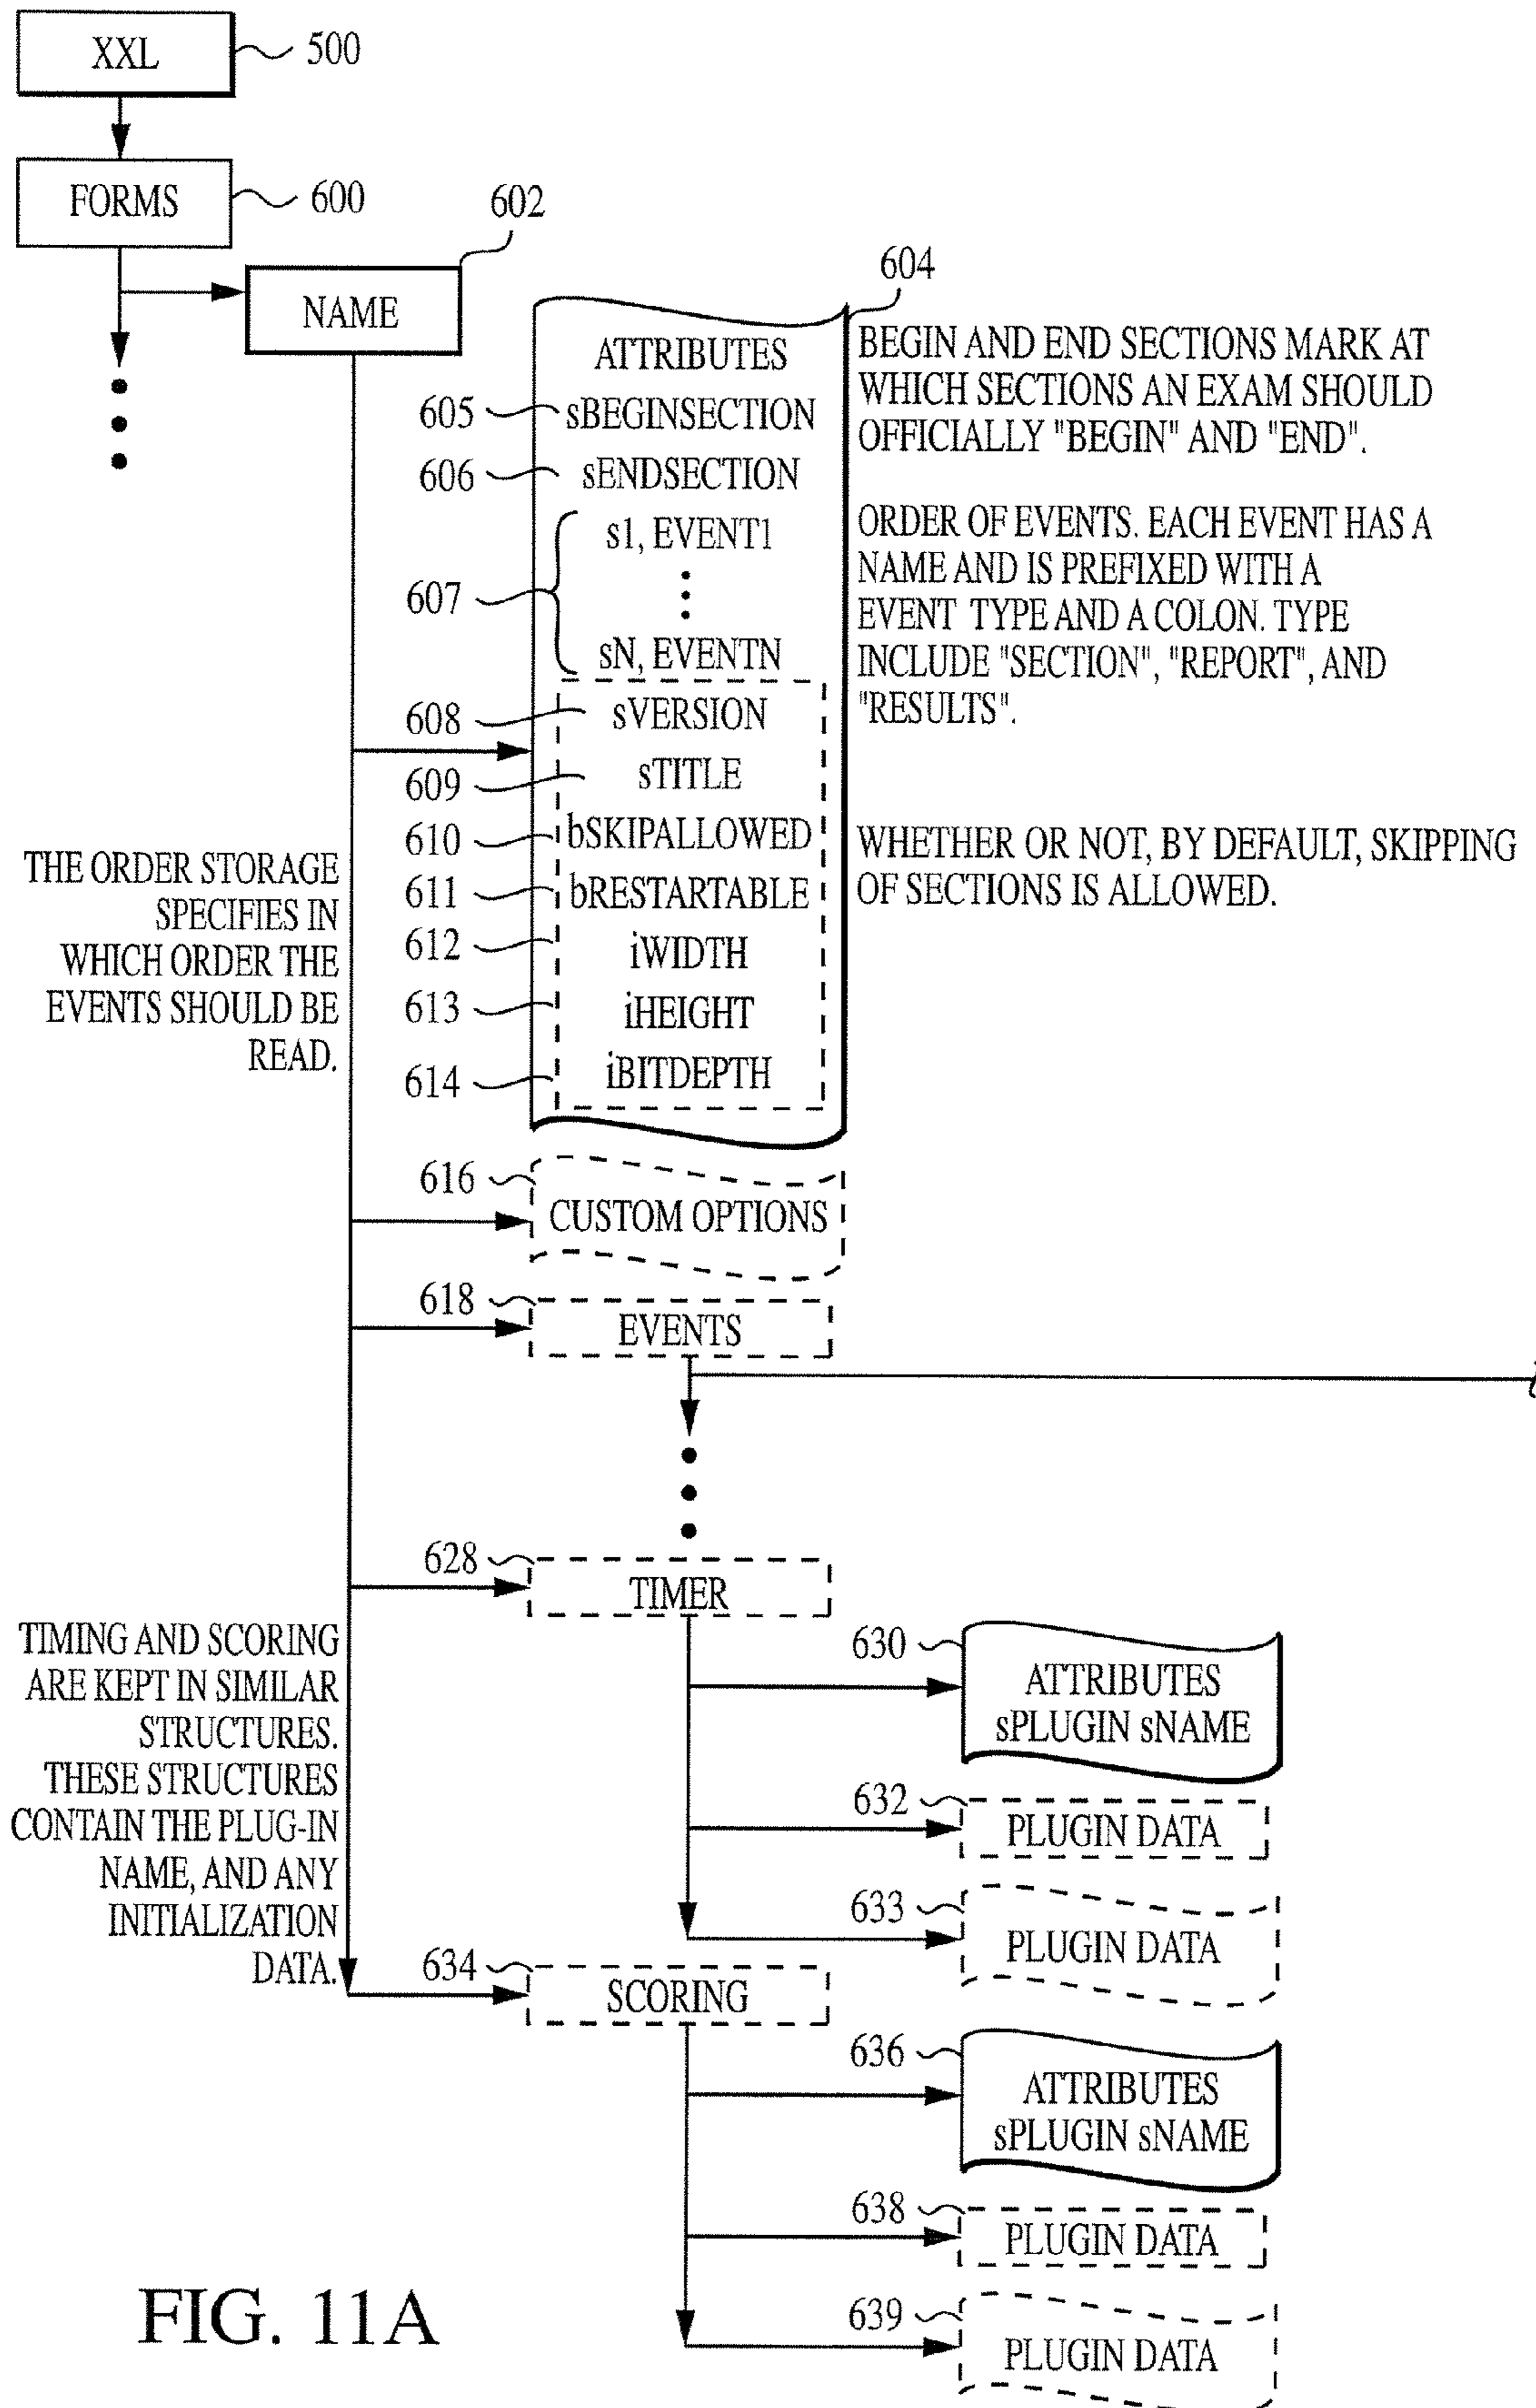 XXL
500
FORMS
600
602
NAME
604
ATTRIBUTES
605
sBEGINSECTION
606
sENDSECTION
s1, EVENT1
607
sN, EVENTN
608
sVERSION
609
sTITLE
610
bSKIPALLOWED
611
bRESTARTABLE
612
iWIDTH
613
iHEIGHT
614
iBITDEPTH
BEGIN AND END SECTIONS MARK AT
WHICH SECTIONS AN EXAM SHOULD
OFFICIALLY "BEGIN" AND "END".
ORDER OF EVENTS. EACH EVENT HAS A
NAME AND IS PREFIXED WITH A
EVENT TYPE AND A COLON. TYPE
INCLUDE "SECTION", "REPORT", AND
"RESULTS".
WHETHER OR NOT, BY DEFAULT, SKIPPING
OF SECTIONS IS ALLOWED.
THE ORDER STORAGE
SPECIFIES IN
WHICH ORDER THE
EVENTS SHOULD BE
READ.
616
CUSTOM OPTIONS
618
EVENTS
628
TIMER
TIMING AND SCORING
ARE KEPT IN SIMILAR
STRUCTURES.
THESE STRUCTURES
CONTAIN THE PLUG-IN
NAME, AND ANY
INITIALIZATION
DATA.
630
ATTRIBUTES
sPLUGIN sNAME
632
PLUGIN DATA
633
PLUGIN DATA
634
SCORING
636
ATTRIBUTES
sPLUGIN sNAME
638
PLUGIN DATA
639
PLUGIN DATA
FIG. 11A